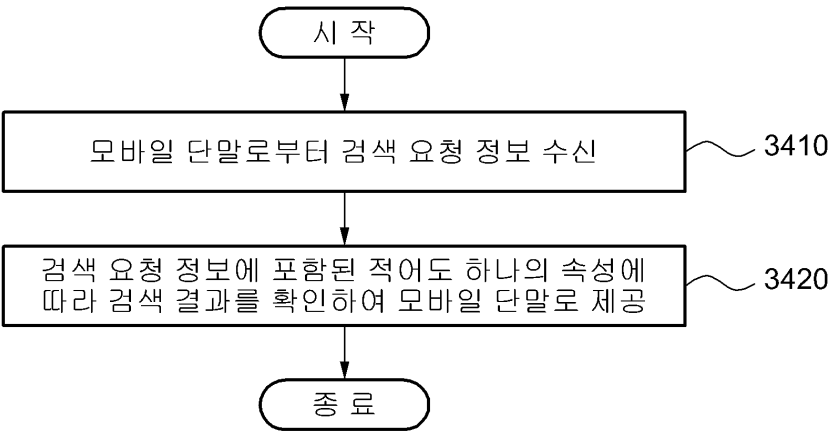 시 작
모바일 단말로부터 검색 요청 정보 수신
3410
검색 요청 정보에 포함된 적어도 하나의 속성에
따라 검색 결과를 확인하여 모바일 단말로 제공
3420
종 료